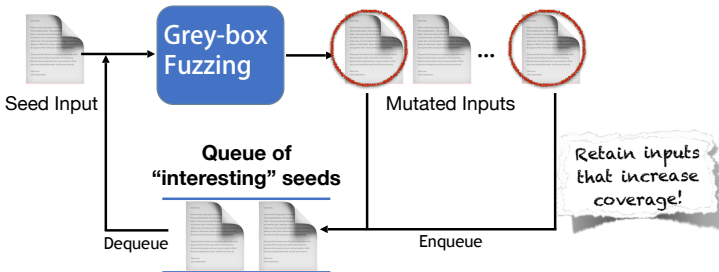 Grey-box
Fuzzing
...
Seed Input
Mutated Inputs
Queue of
“interesting” seeds
Retain inputs
that increase
coverage!
Dequeue
Enqueue